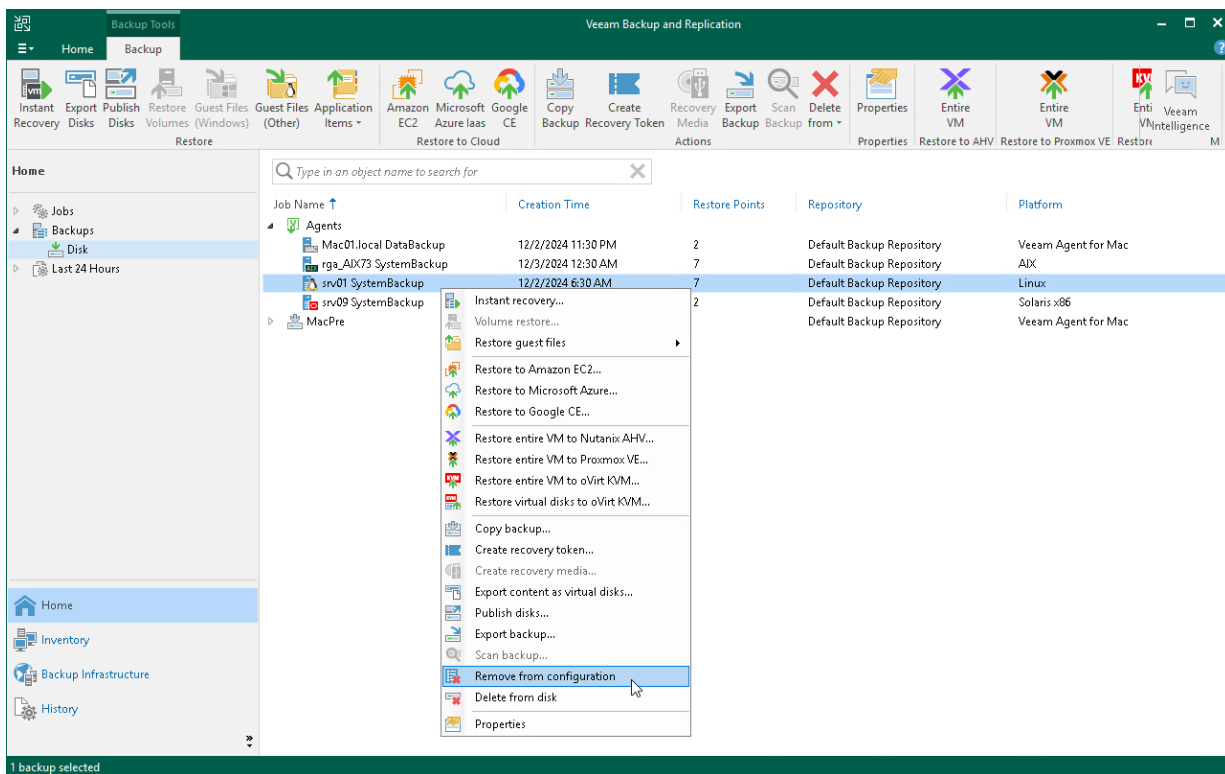 Backup Tools
Veeam Backup and Replication
Home Backup
Instant Recovery
Export Disks
Publish Disks
Restore Volumes
Guest Files (Windows)
Guest Files (Other)
Application Items
Amazon EC2
Microsoft Azure Iaas
Google CE
Copy Backup
Create Recovery Token
Recovery Media
Export Backup
Scan Backup
Delete from
Properties
Entire VM
Entire VM
Enti
VM
Veeam Intelligence
Restore
Restore to Cloud
Actions
Properties
Restore to AHV
Restore to Proxmox VE
Restore
M
Home
Type in an object name to search for
Jobs
Backups
Disk
Last 24 Hours
Job Name Creation Time Restore Points Repository Platform
Agents
Mac01.local DataBackup 12/2/2024 11:30 PM 2 Default Backup Repository Veeam Agent for Mac
rga_AIX73 SystemBackup 12/3/2024 12:30 AM 7 Default Backup Repository AIX
srv01 SystemBackup 12/2/2024 6:30 AM 7 Default Backup Repository Linux
srv09 SystemBackup 2 Default Backup Repository Solaris x86
MacPre Default Backup Repository Veeam Agent for Mac
Instant recovery...
Volume restore...
Restore guest files
Restore to Amazon EC2...
Restore to Microsoft Azure...
Restore to Google CE...
Restore entire VM to Nutanix AHV...
Restore entire VM to Proxmox VE...
Restore entire VM to oVirt KVM...
Restore virtual disks to oVirt KVM...
Copy backup...
Create recovery token...
Create recovery media...
Export content as virtual disks...
Publish disks...
Export backup...
Scan backup...
Remove from configuration
Delete from disk
Properties
Home
Inventory
Backup Infrastructure
History
1 backup selected